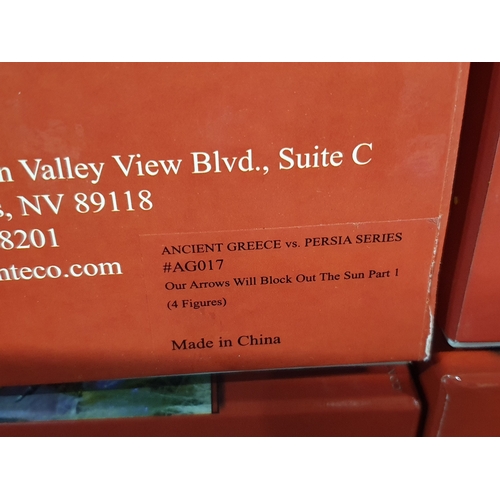 Valley View Blvd., Suite C
NV 89118
8201
nteco.com
ANCIENT GREECE vs. PERSIA SERIES
#AG017
Our Arrows Will Block Out The Sun Part 1
(4 Figures)
Made in China